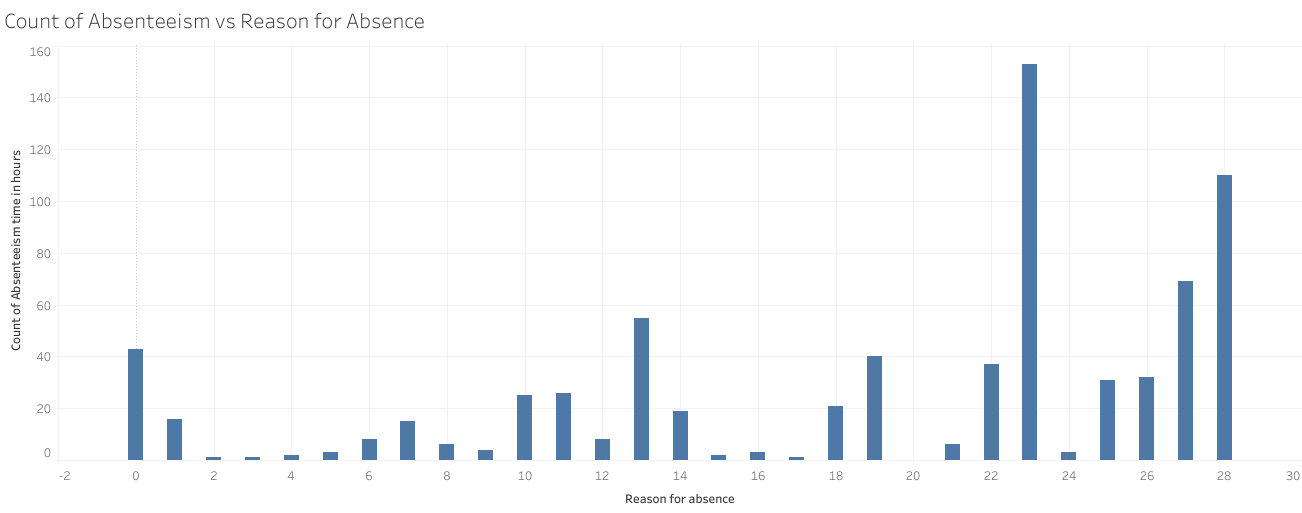 Count of Absenteeism vs Reason for Absence
160
140
120
100
80
60
40
20
0
Count of Absenteeism time in hours
-2 0 2 4 6 8 10 12 14 16 18 20 22 24 26 28 30
Reason for absence